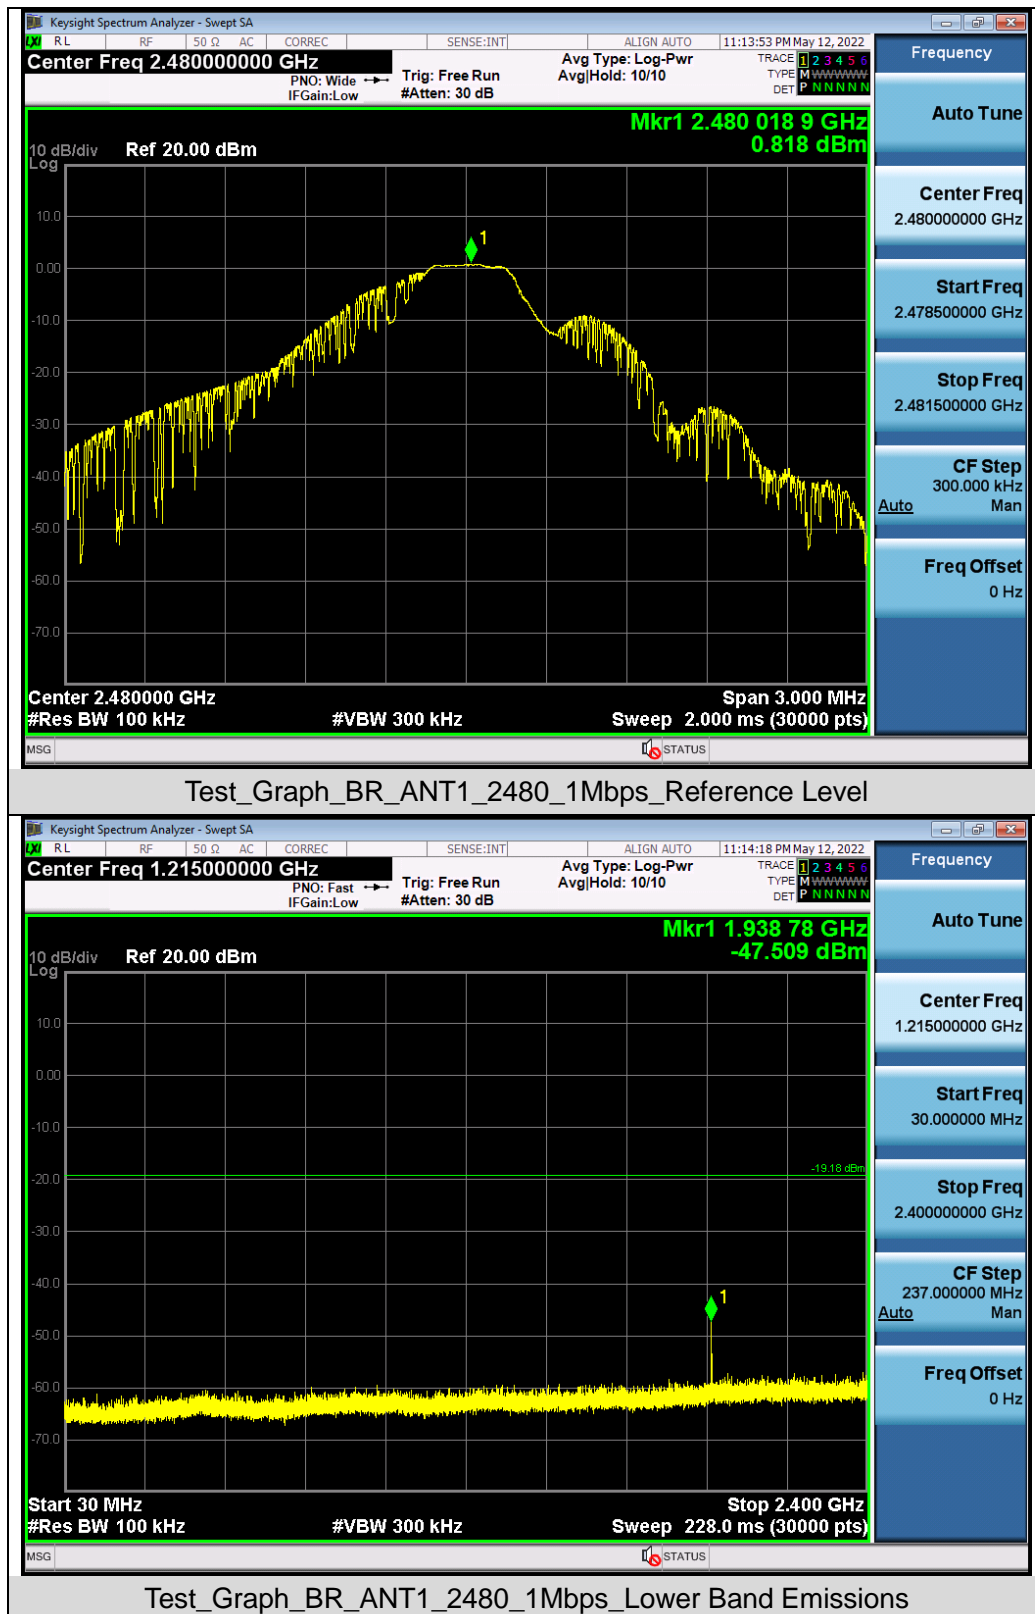 Keysight Spectrum Analyzer - Swept SA
LXI RL RF 50 Ω AC CORREC SENSE:INT ALIGN AUTO 11:13:53 PM May 12, 2022
Center Freq 2.480000000 GHz
PNO: Wide
IFGain:Low
Trig: Free Run
#Atten: 30 dB
Avg Type: Log-Pwr
Avg|Hold: 10/10
TRACE 1 2 3 4 5 6
TYPE M WWWWW
DET P N N N N N
Mkr1 2.480 018 9 GHz
0.818 dBm
10 dB/div Ref 20.00 dBm
Log
10.0
0.00
-10.0
-20.0
-30.0
-40.0
-50.0
-60.0
-70.0
1
Center 2.480000 GHz Span 3.000 MHz
#Res BW 100 kHz #VBW 300 kHz Sweep 2.000 ms (30000 pts)
MSG STATUS
Frequency
Auto Tune
Center Freq
2.480000000 GHz
Start Freq
2.478500000 GHz
Stop Freq
2.481500000 GHz
CF Step
300.000 kHz
Auto Man
Freq Offset
0 Hz
Test_Graph_BR_ANT1_2480_1Mbps_Reference Level
Keysight Spectrum Analyzer - Swept SA
LXI RL RF 50 Ω AC CORREC SENSE:INT ALIGN AUTO 11:14:18 PM May 12, 2022
Center Freq 1.215000000 GHz
PNO: Fast
IFGain:Low
Trig: Free Run
#Atten: 30 dB
Avg Type: Log-Pwr
Avg|Hold: 10/10
TRACE 1 2 3 4 5 6
TYPE M WWWWW
DET P N N N N N
Mkr1 1.938 78 GHz
-47.509 dBm
10 dB/div Ref 20.00 dBm
Log
10.0
0.00
-10.0
-20.0
-30.0
-40.0
-50.0
-60.0
-70.0
-19.18 dBm
1
Start 30 MHz Stop 2.400 GHz
#Res BW 100 kHz #VBW 300 kHz Sweep 228.0 ms (30000 pts)
MSG STATUS
Frequency
Auto Tune
Center Freq
1.215000000 GHz
Start Freq
30.000000 MHz
Stop Freq
2.400000000 GHz
CF Step
237.000000 MHz
Auto Man
Freq Offset
0 Hz
Test_Graph_BR_ANT1_2480_1Mbps_Lower Band Emissions